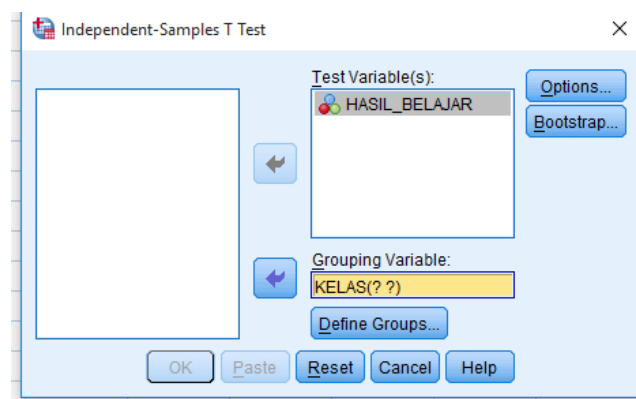 Independent-Samples T Test
Test Variable(s):
HASIL_BELAJAR
Options...
Bootstrap...
Grouping Variable:
KELAS(? ?)
Define Groups...
OK Paste Reset Cancel Help